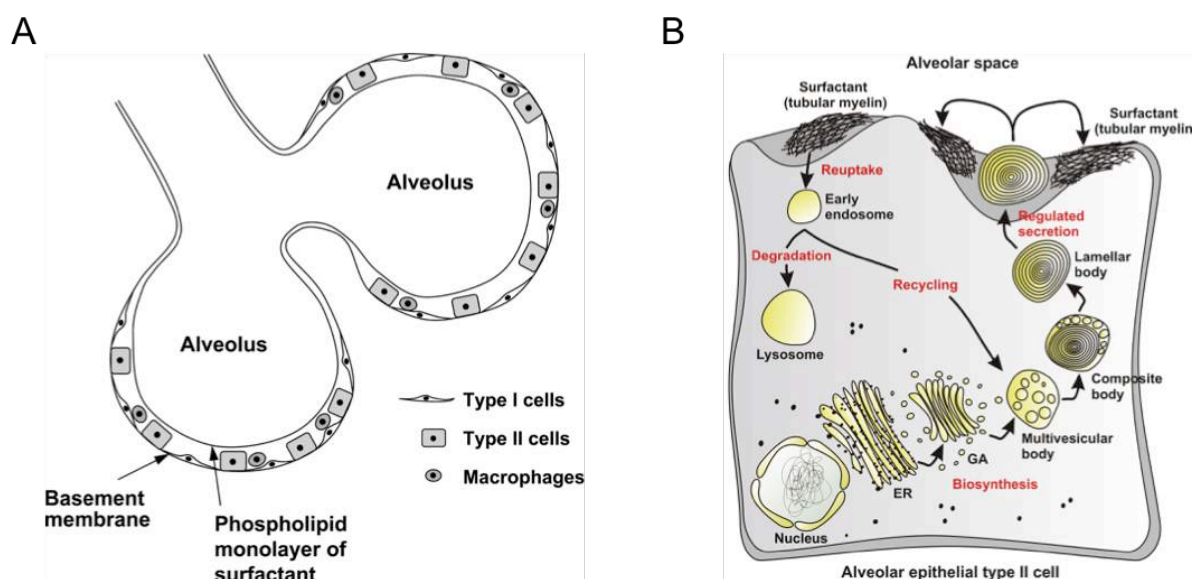 A
Alveolus
Alveolus
Type I cells
Type II cells
Macrophages
Basement
membrane
Phospholipid
monolayer of
surfactant
B
Alveolar space
Surfactant
(tubular myelin)
Surfactant
(tubular myelin
Reuptake
Early
endosome
Regulated
secretion
Degradation
Lamellar
body
Recycling
Lysosome
Composite
body
Multivesicular
body
GA
ER
Biosynthesis
Nucleus
Alveolar epithelial type II cell